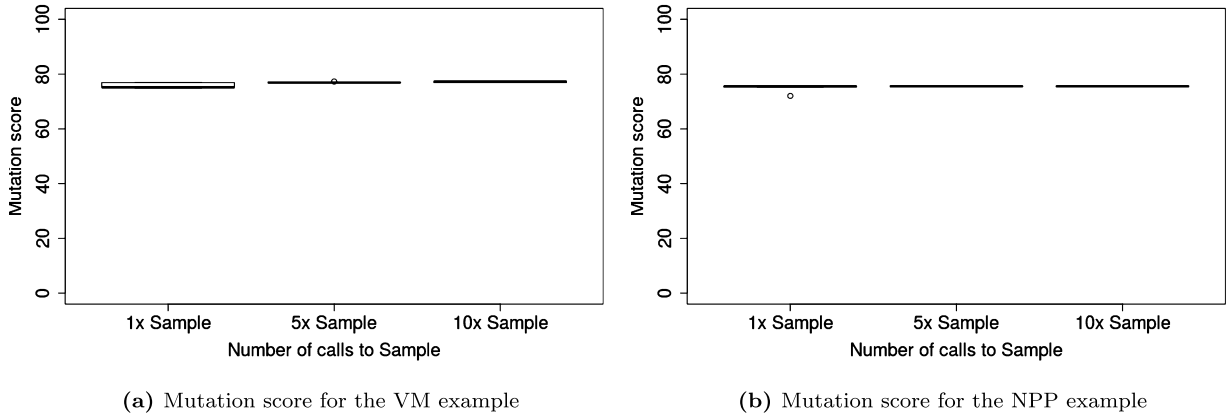 100
80
60
40
20
0
Mutation score
1x Sample
5x Sample
10x Sample
Number of calls to Sample
(a) Mutation score for the VM example
100
80
60
40
20
0
Mutation score
1x Sample
5x Sample
10x Sample
Number of calls to Sample
(b) Mutation score for the NPP example